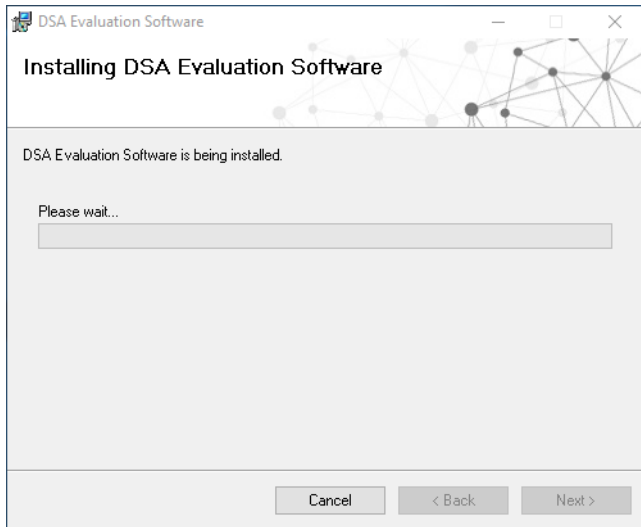 DSA Evaluation Software
Installing DSA Evaluation Software
DSA Evaluation Software is being installed.
Please wait...
Cancel
< Back
Next >